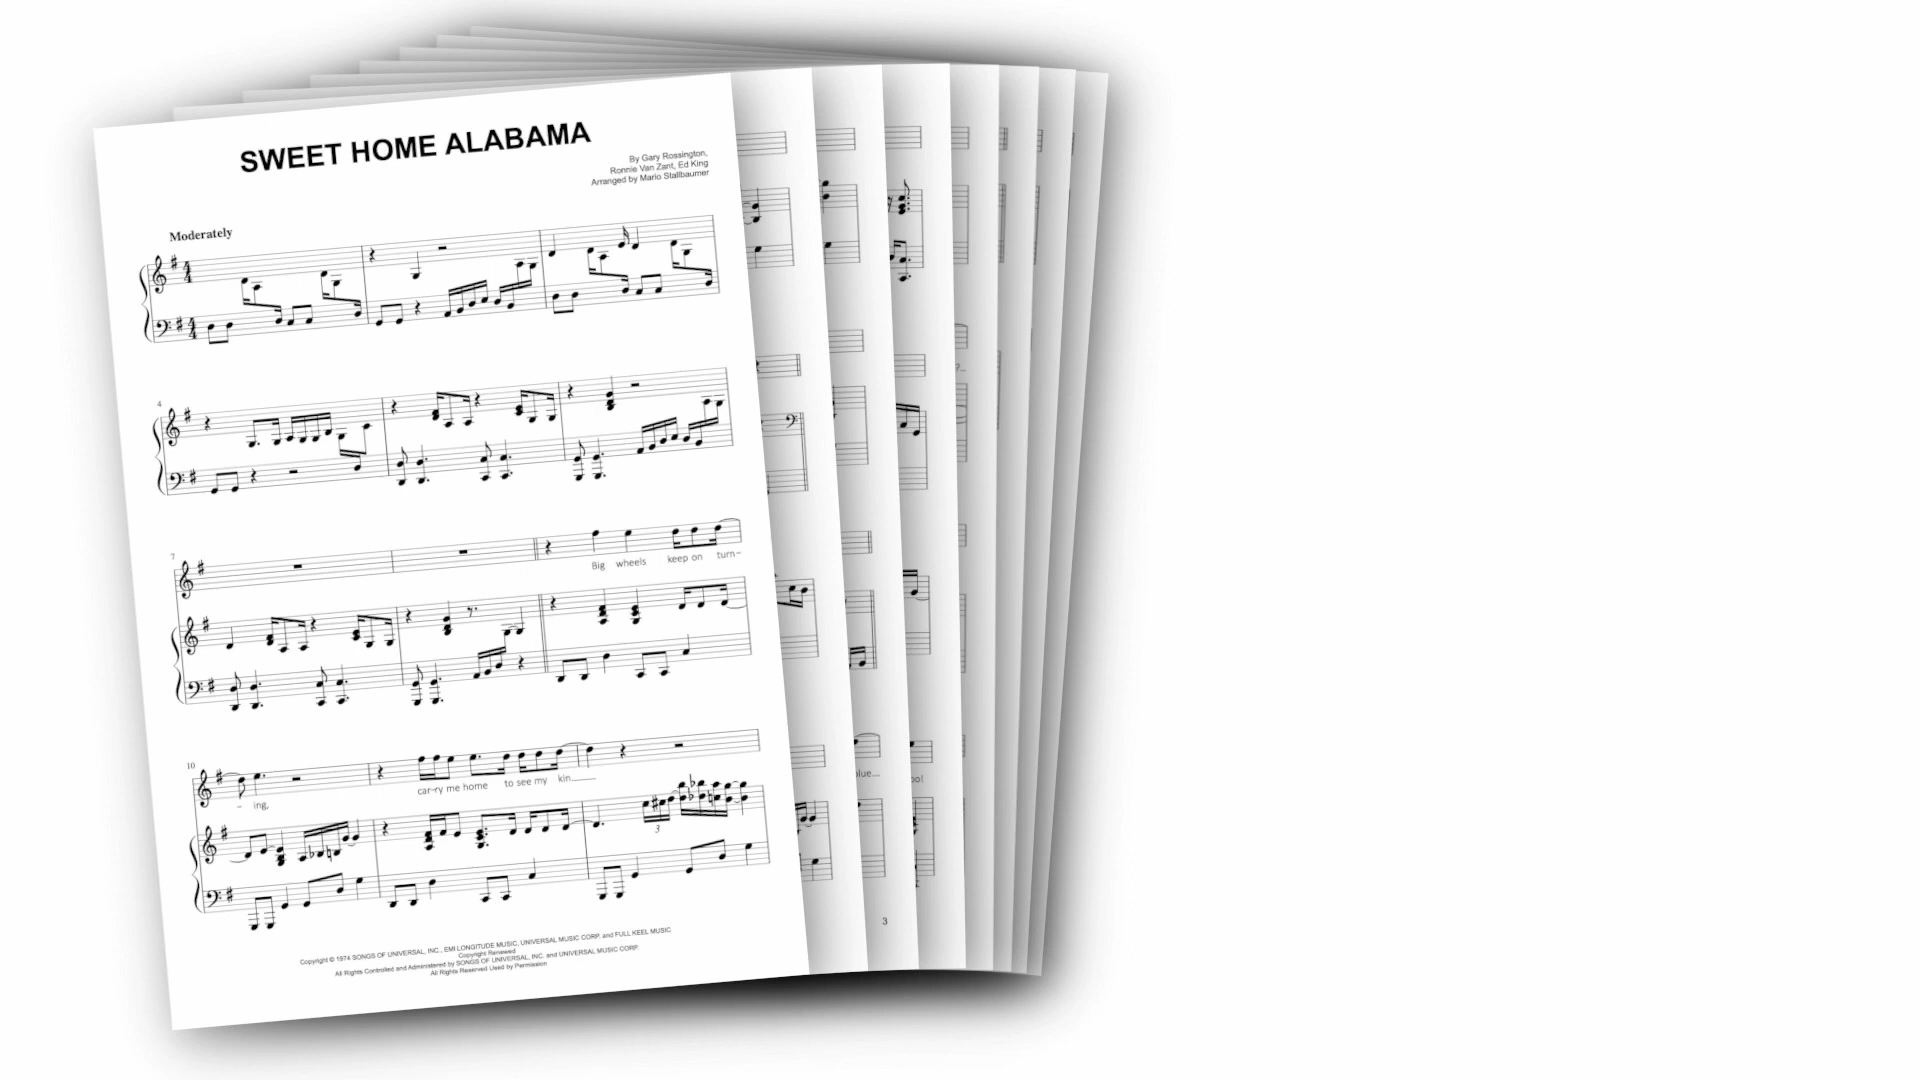 SWEET HOME ALABAMA
By Gary Rossington,
Ronnie Van Zant, Ed King
Arranged by Mario Stallbaumer
Moderately
4
7
Big wheels keep on turn-
10
- ing,
car-ry me home to see my kin
3
Copyright © 1974 SONGS OF UNIVERSAL, INC., EMI LONGITUDE MUSIC, UNIVERSAL MUSIC CORP. and FULL KEEL MUSIC
Copyright Renewed
All Rights Controlled and Administered by SONGS OF UNIVERSAL, INC. and UNIVERSAL MUSIC CORP.
All Rights Reserved Used by Permission
3